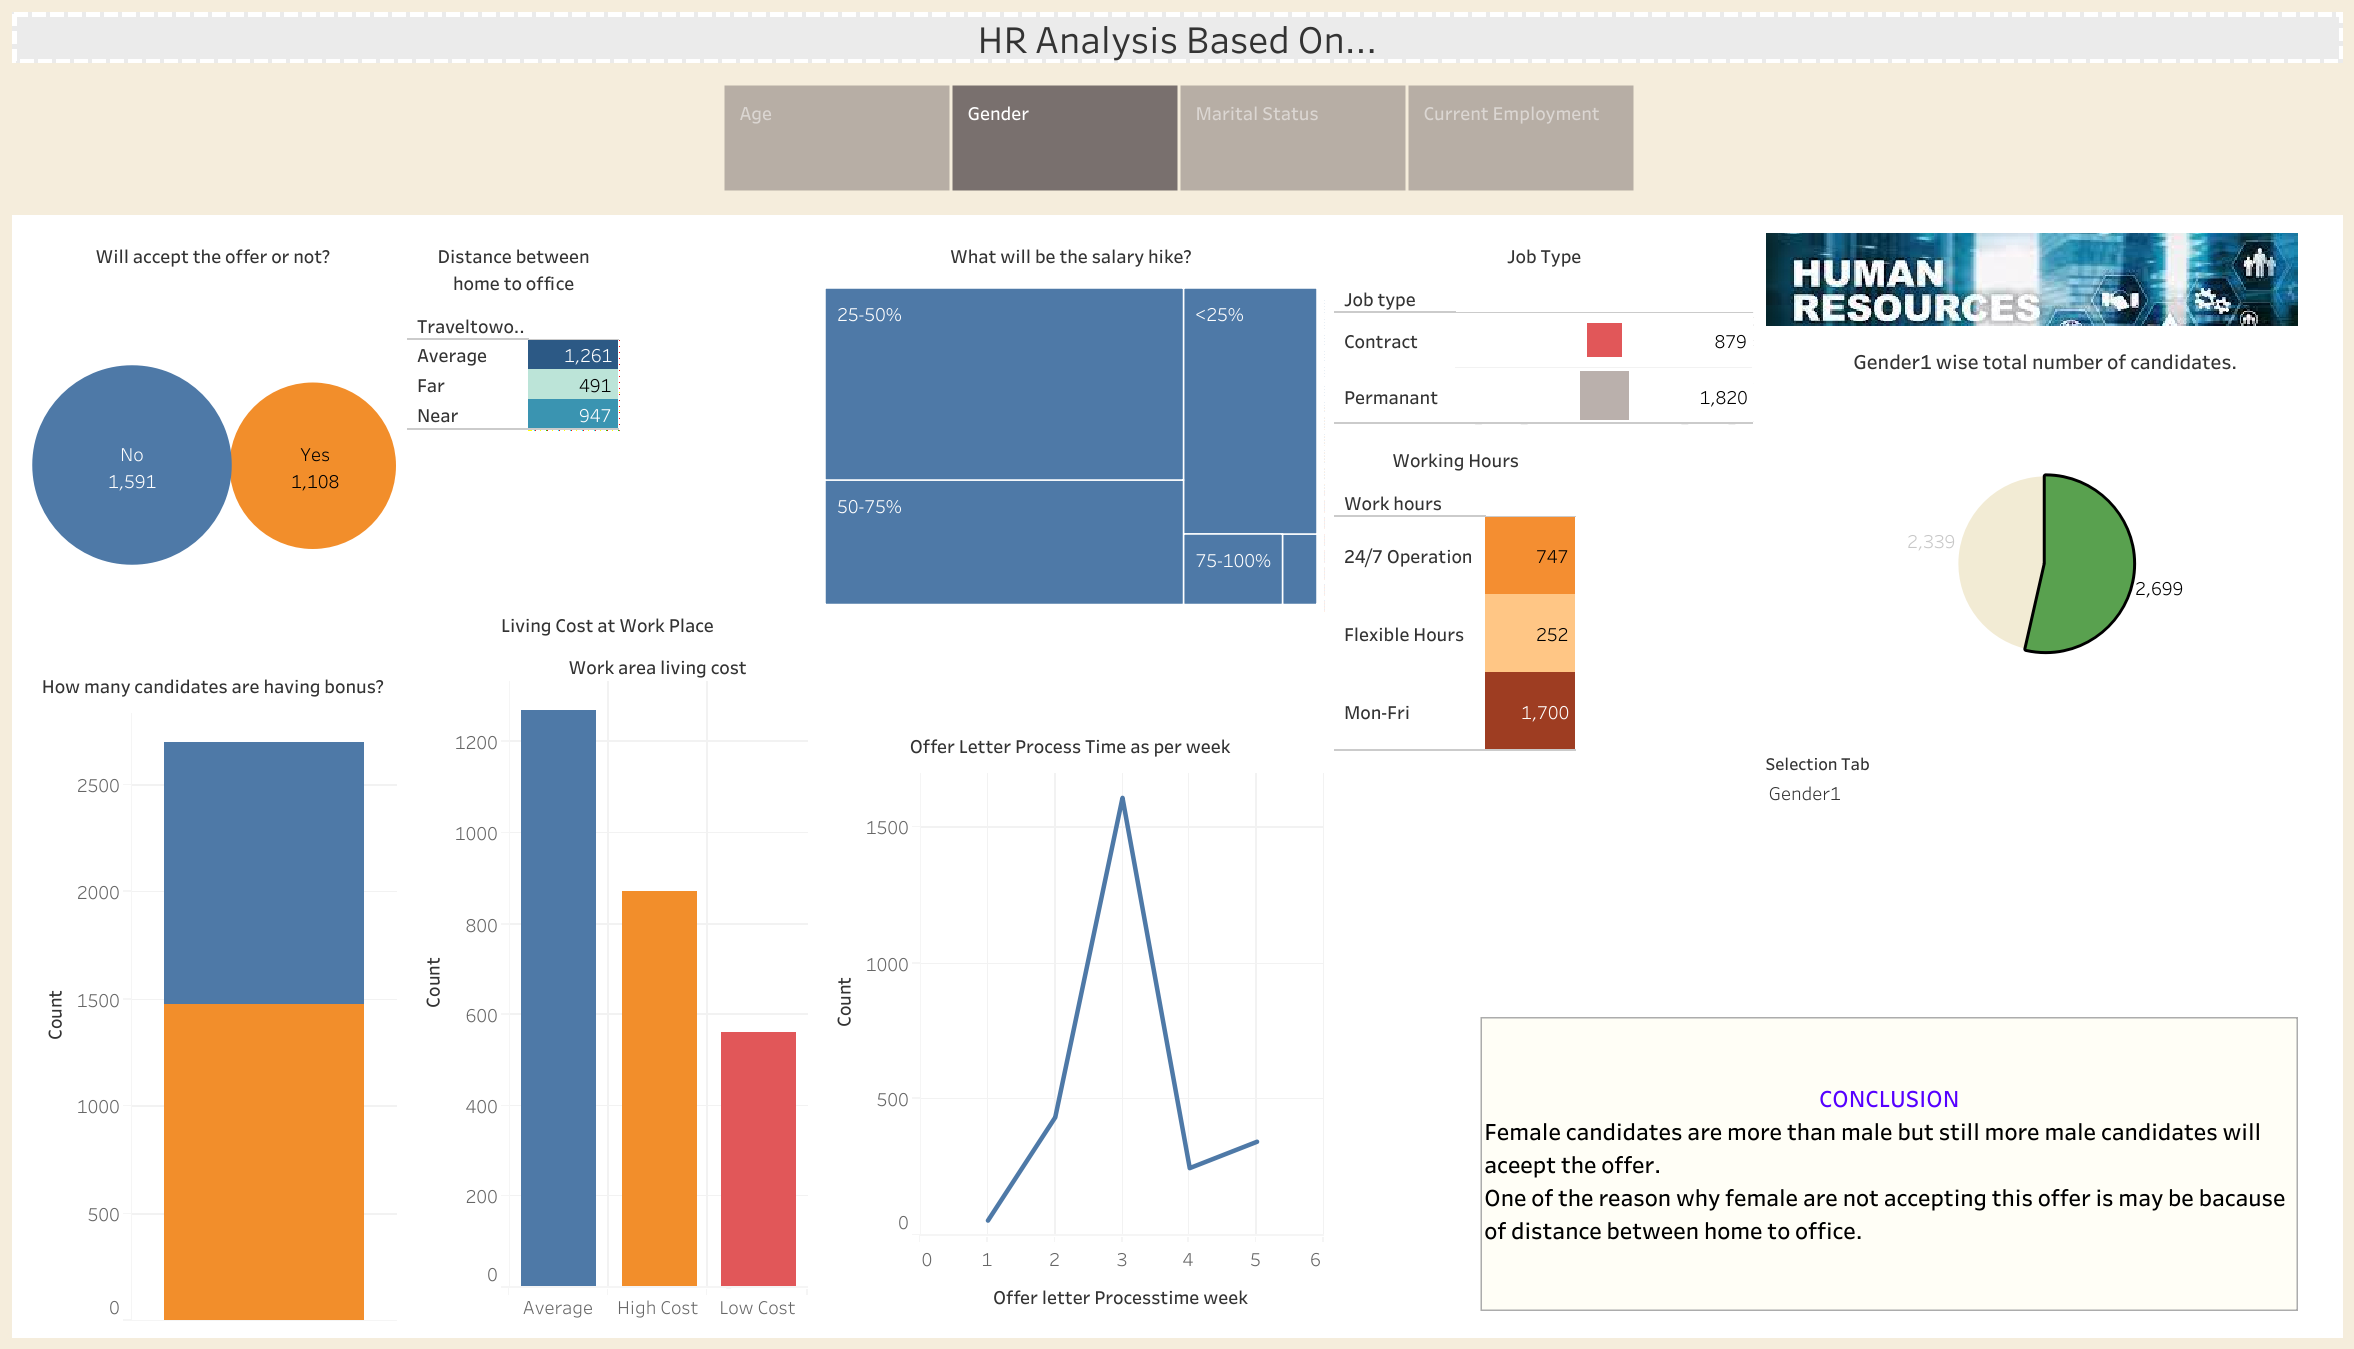 HR Analysis Based On...
Age
Gender
Marital Status
Current Employment
Will accept the offer or not?
No
1,591
Yes
1,108
Distance between
home to office
Traveltowo..
Average 1,261
Far 491
Near 947
What will be the salary hike?
25-50%
<25%
50-75%
75-100%
Job Type
Job type
Contract 879
Permanant 1,820
Working Hours
Work hours
24/7 Operation 747
Flexible Hours 252
Mon-Fri 1,700
HUMAN
RESOURCES
Gender1 wise total number of candidates.
2,339
2,699
Selection Tab
Gender1
How many candidates are having bonus?
Count
2500
2000
1500
1000
500
0
Living Cost at Work Place
Work area living cost
Count
1200
1000
800
600
400
200
0
Average High Cost Low Cost
Offer Letter Process Time as per week
Count
1500
1000
500
0
0 1 2 3 4 5 6
Offer letter Processtime week
CONCLUSION
Female candidates are more than male but still more male candidates will
aceept the offer.
One of the reason why female are not accepting this offer is may be bacause
of distance between home to office.